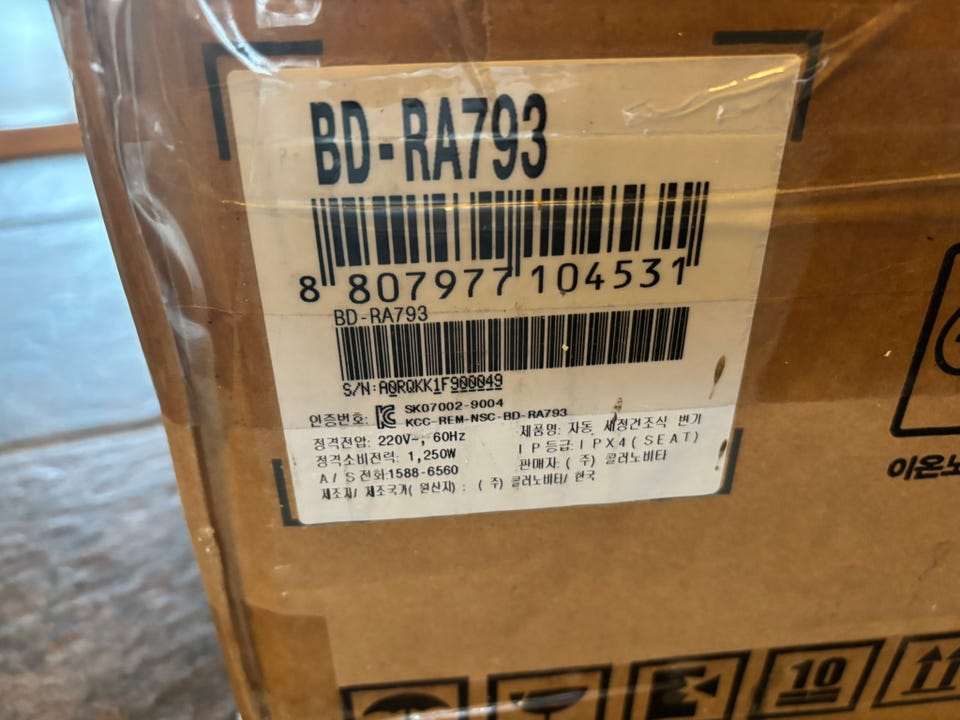 BD-RA793
8 807977 104531
BD-RA793
S/N:A0RQKK1F900049
인증번호: SK07002-9004
KCC-REM-NSC-BD-RA793
정격전압: 220V~, 60Hz
정격소비전력: 1,250W
A/S전화:1588-6560
제조자/ 제조국가( 원산지) : (주) 콜러노비타/ 한국
제품명: 자동 세정건조식 변기
IP등급: IPX4(SEAT)
판매자: (주) 콜러노비타
이온노
10